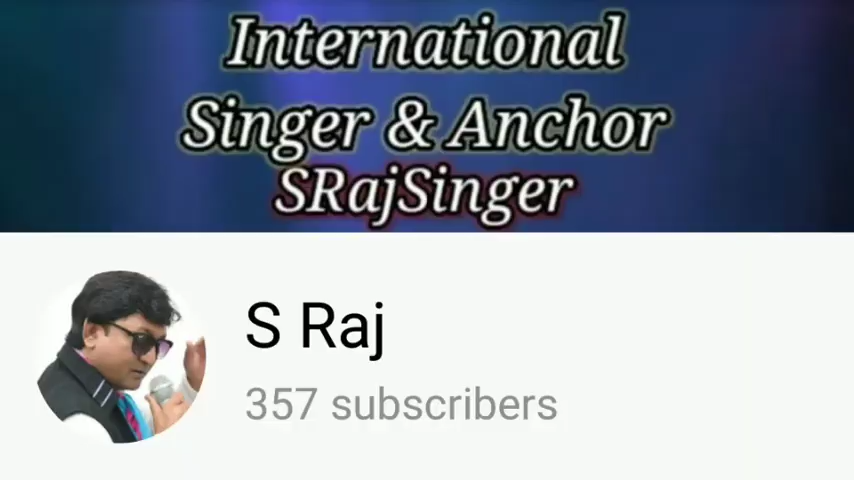 International
Singer & Anchor
SRajSinger
S Raj
357 subscribers